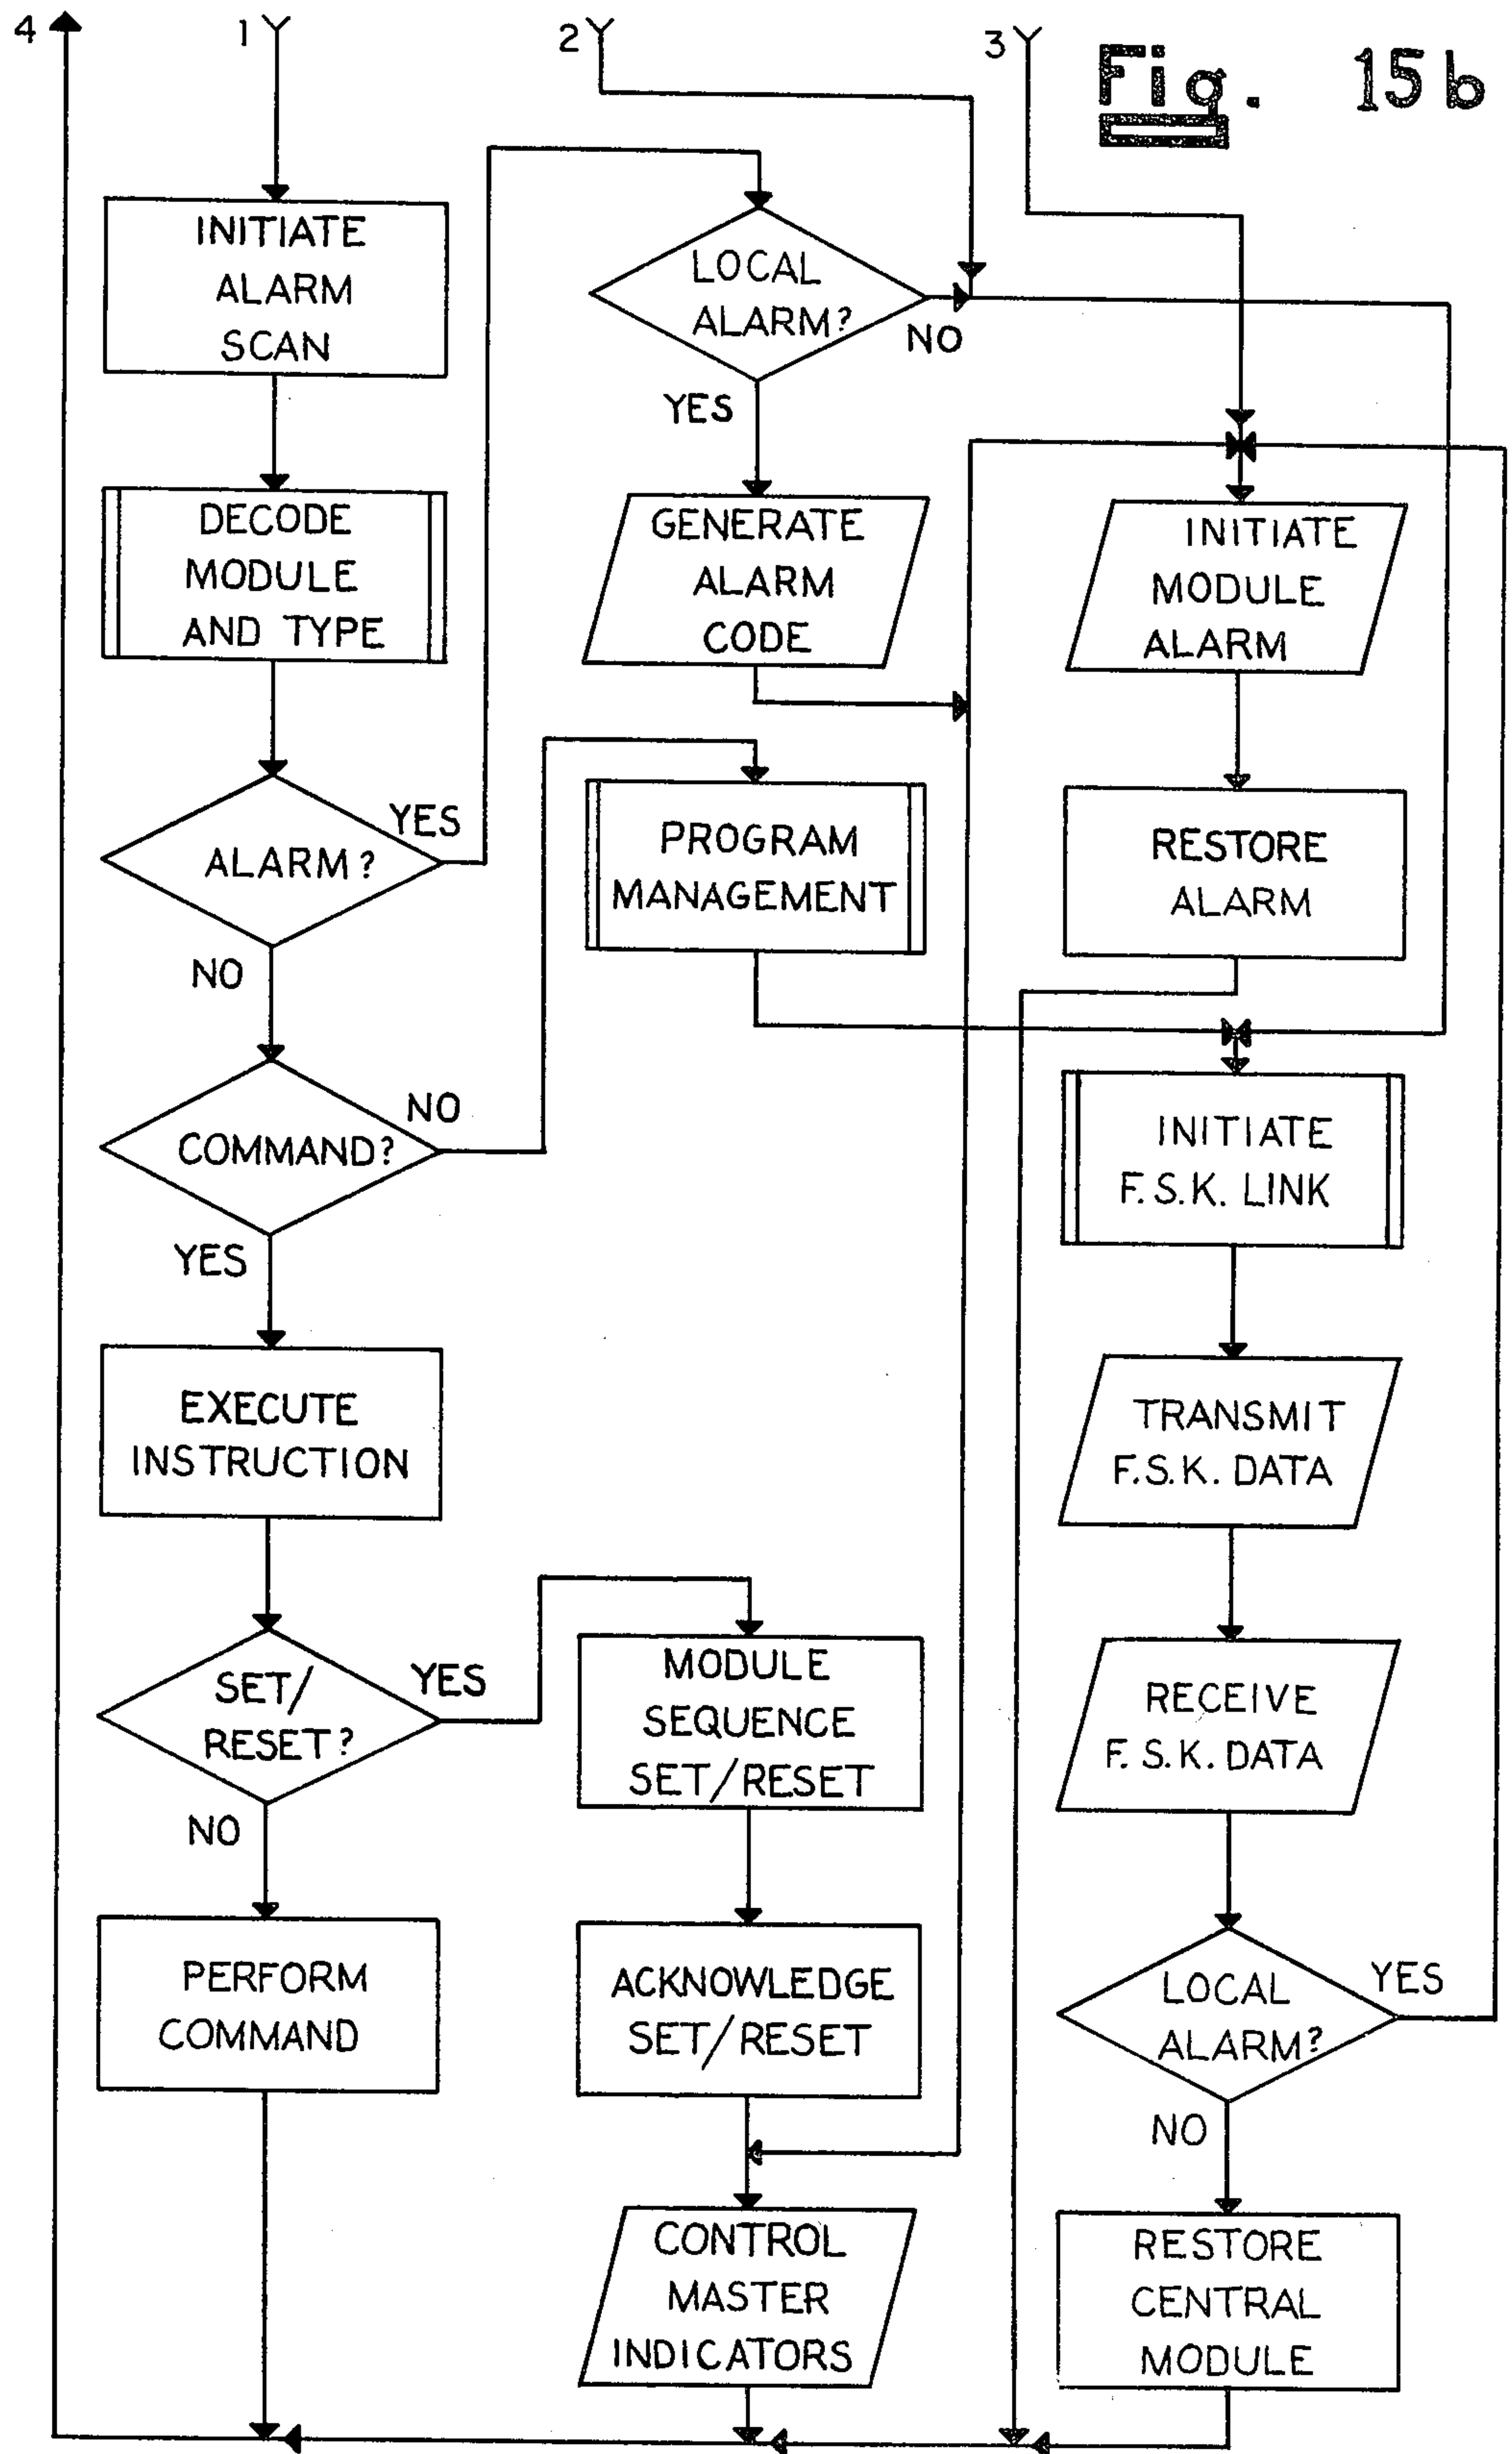 4
1
2
3
Fig. 15b
INITIATE
ALARM
SCAN
DECODE
MODULE
AND TYPE
ALARM?
YES
NO
COMMAND?
NO
YES
EXECUTE
INSTRUCTION
SET/
RESET?
YES
NO
PERFORM
COMMAND
LOCAL
ALARM?
NO
YES
GENERATE
ALARM
CODE
PROGRAM
MANAGEMENT
MODULE
SEQUENCE
SET/RESET
ACKNOWLEDGE
SET/RESET
CONTROL
MASTER
INDICATORS
INITIATE
MODULE
ALARM
RESTORE
ALARM
INITIATE
F.S.K. LINK
TRANSMIT
F.S.K. DATA
RECEIVE
F.S.K. DATA
LOCAL
ALARM?
YES
NO
RESTORE
CENTRAL
MODULE